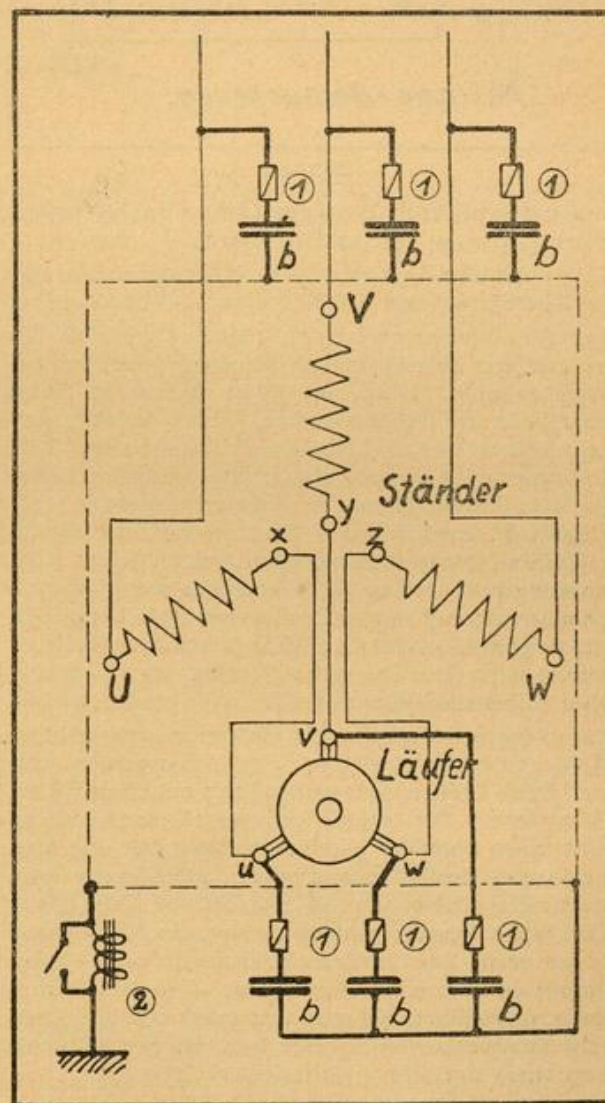 ① ① ①
b b b
V
Ständer
y
x z
U W
v
Läufer
u w
① ① ①
②
b b b